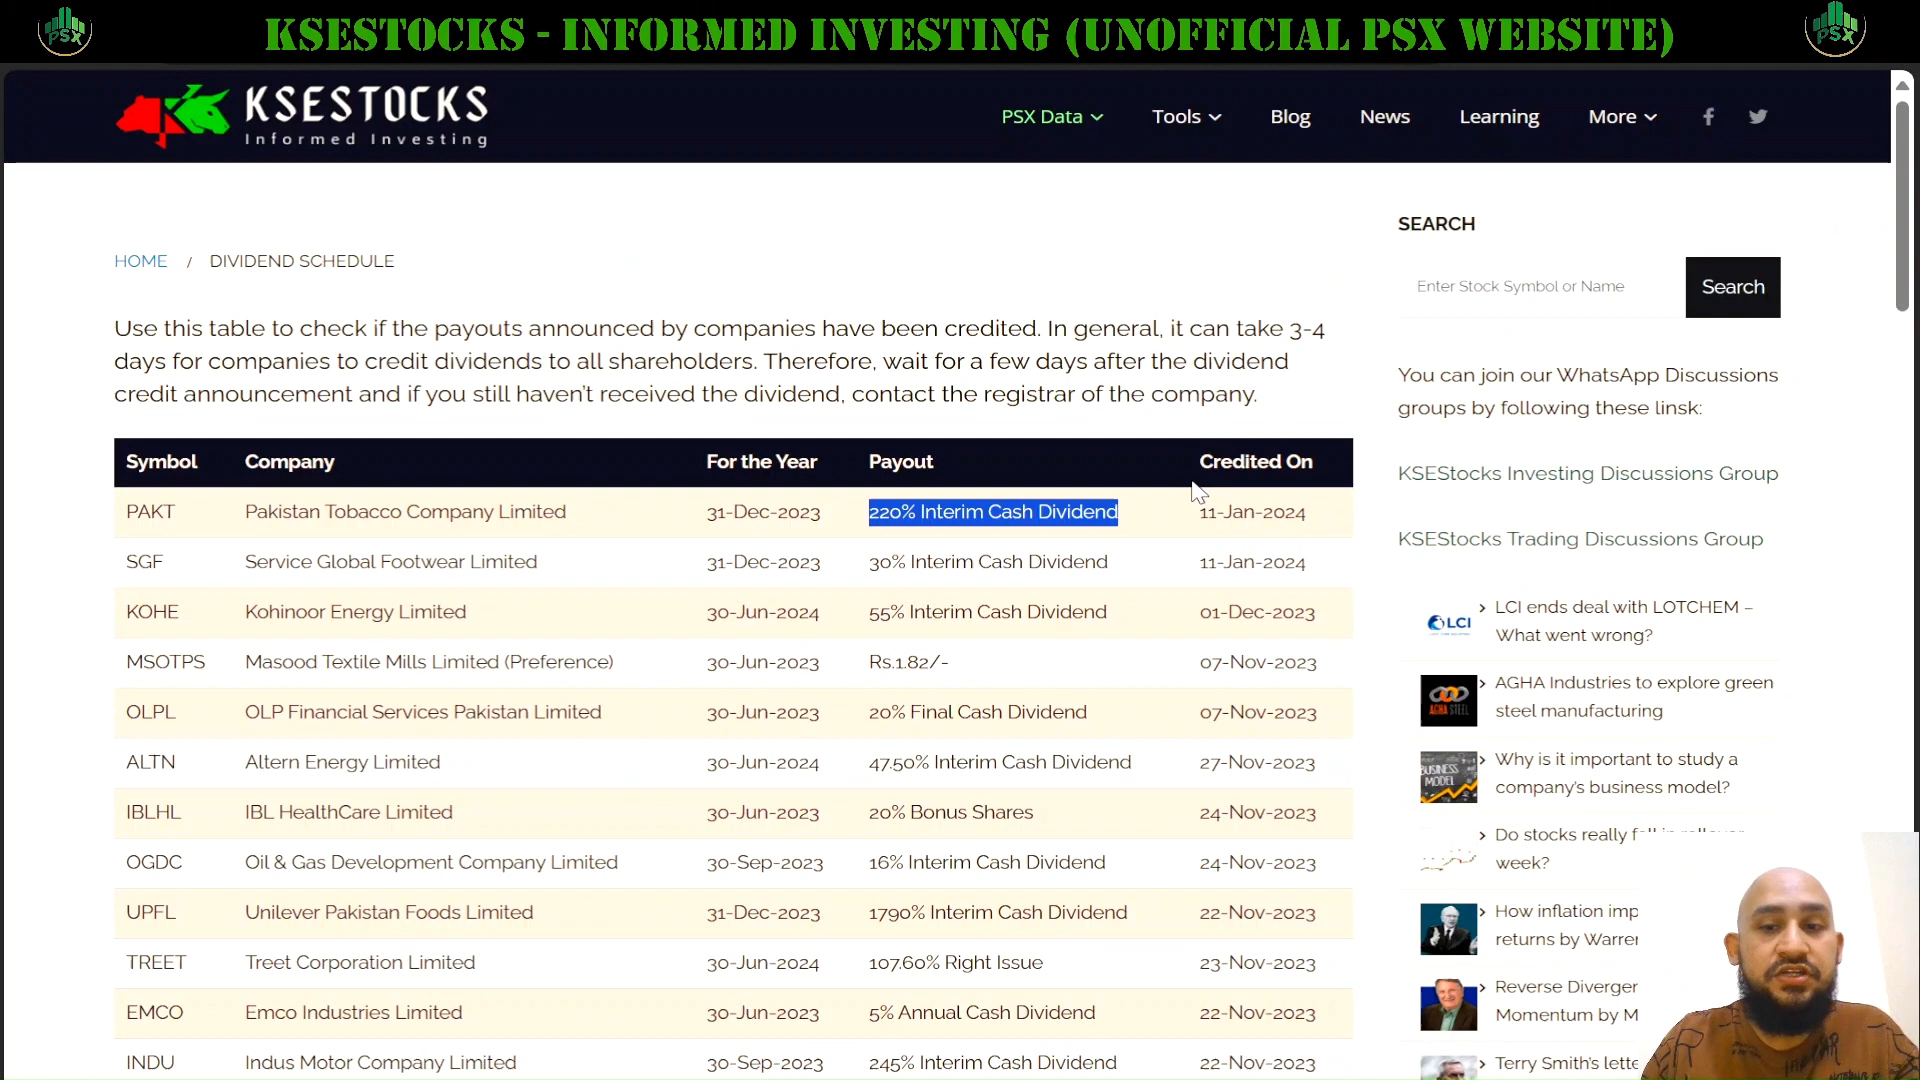 KSESTOCKS - INFORMED INVESTING (UNOFFICIAL PSX WEBSITE)
PSX
PSX
KSESTOCKS
Informed Investing
PSX Data
Tools
Blog
News
Learning
More
HOME / DIVIDEND SCHEDULE
Use this table to check if the payouts announced by companies have been credited. In general, it can take 3-4
days for companies to credit dividends to all shareholders. Therefore, wait for a few days after the dividend
credit announcement and if you still haven't received the dividend, contact the registrar of the company.
Symbol Company For the Year Payout Credited On
PAKT Pakistan Tobacco Company Limited 31-Dec-2023 220% Interim Cash Dividend 11-Jan-2024
SGF Service Global Footwear Limited 31-Dec-2023 30% Interim Cash Dividend 11-Jan-2024
KOHE Kohinoor Energy Limited 30-Jun-2024 55% Interim Cash Dividend 01-Dec-2023
MSOTPS Masood Textile Mills Limited (Preference) 30-Jun-2023 Rs.1.82/- 07-Nov-2023
OLPL OLP Financial Services Pakistan Limited 30-Jun-2023 20% Final Cash Dividend 07-Nov-2023
ALTN Altern Energy Limited 30-Jun-2024 47.50% Interim Cash Dividend 27-Nov-2023
IBLHL IBL HealthCare Limited 30-Jun-2023 20% Bonus Shares 24-Nov-2023
OGDC Oil & Gas Development Company Limited 30-Sep-2023 16% Interim Cash Dividend 24-Nov-2023
UPFL Unilever Pakistan Foods Limited 31-Dec-2023 1790% Interim Cash Dividend 22-Nov-2023
TREET Treet Corporation Limited 30-Jun-2024 107.60% Right Issue 23-Nov-2023
EMCO Emco Industries Limited 30-Jun-2023 5% Annual Cash Dividend 22-Nov-2023
INDU Indus Motor Company Limited 30-Sep-2023 245% Interim Cash Dividend 22-Nov-2023
SEARCH
Enter Stock Symbol or Name
Search
You can join our WhatsApp Discussions
groups by following these linsk:
KSEStocks Investing Discussions Group
KSEStocks Trading Discussions Group
LCI
LCI ends deal with LOTCHEM –
What went wrong?
AGHA STEEL
AGHA Industries to explore green
steel manufacturing
BUSINESS
MODEL
Why is it important to study a
company's business model?
Do stocks really
week?
How inflation imp
returns by Warrer
Reverse Diverger
Momentum by M
Terry Smith's lette